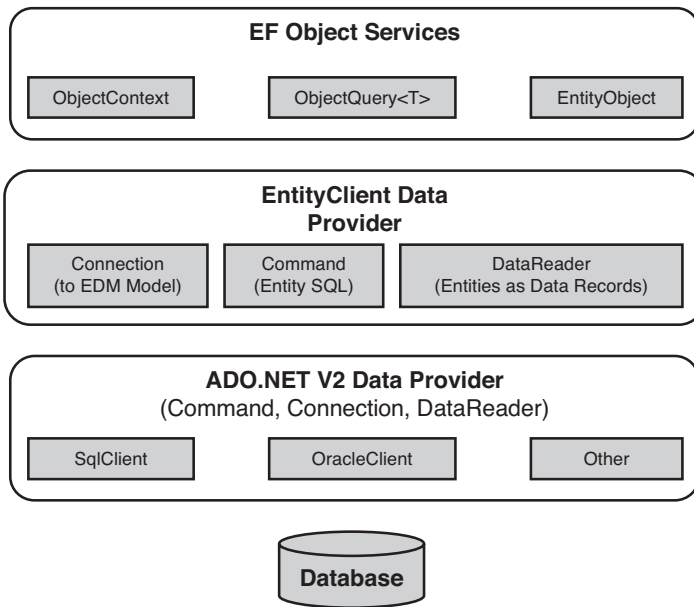 EF Object Services
ObjectContext
ObjectQuery<T>
EntityObject
EntityClient Data
Provider
Connection
(to EDM Model)
Command
(Entity SQL)
DataReader
(Entities as Data Records)
ADO.NET V2 Data Provider
(Command, Connection, DataReader)
SqlClient
OracleClient
Other
Database